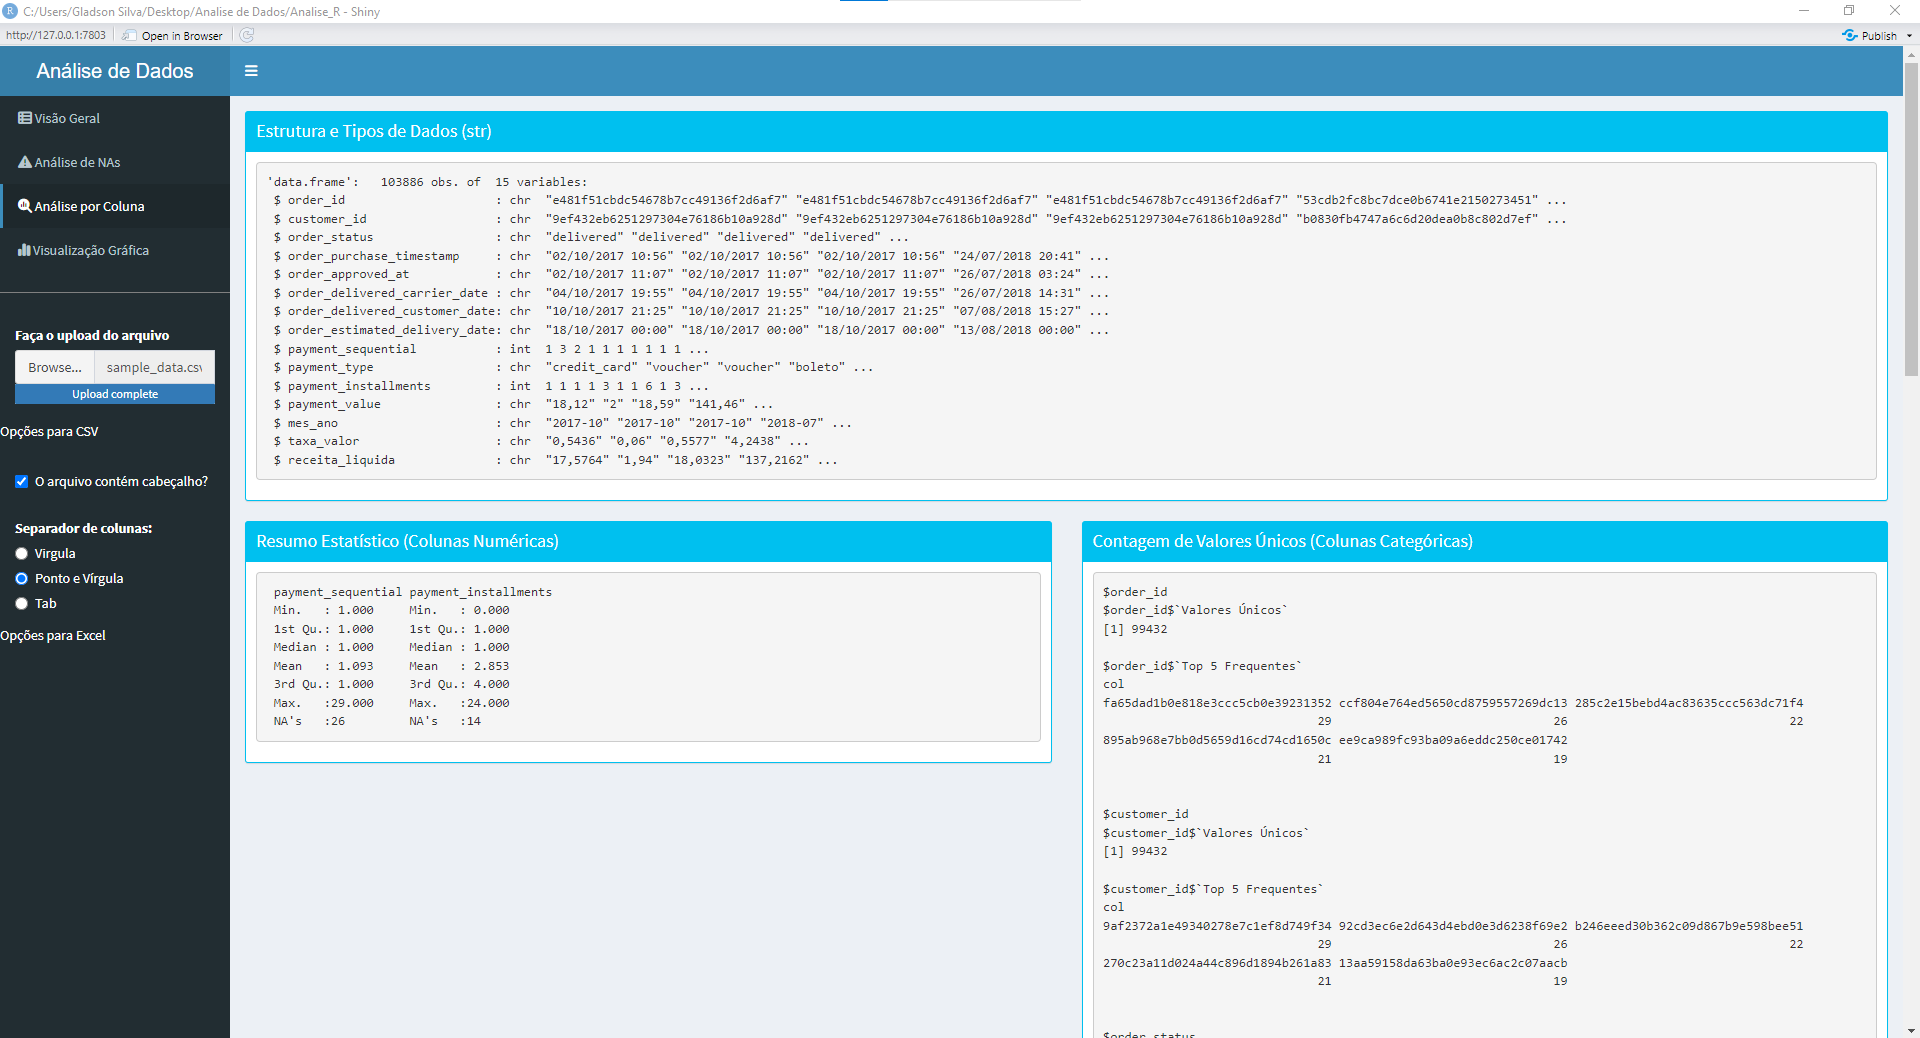 C:/Users/Gladson Silva/Desktop/Analise de Dados/Analise_R - Shiny
http://127.0.0.1:7803
Open in Browser
Publish
Análise de Dados
Visão Geral
Análise de NAs
Análise por Coluna
Visualização Gráfica
Faça o upload do arquivo
Browse... sample_data.csv
Upload complete
Opções para CSV
O arquivo contém cabeçalho?
Separador de colunas:
Virgula
Ponto e Vírgula
Tab
Opções para Excel
Estrutura e Tipos de Dados (str)
'data.frame':   103886 obs. of  15 variables:
 $ order_id                     : chr  "e481f51cbdc54678b7cc49136f2d6af7" "e481f51cbdc54678b7cc49136f2d6af7" "e481f51cbdc54678b7cc49136f2d6af7" "53cdb2fc8bc7dce0b6741e2150273451" ...
 $ customer_id                  : chr  "9ef432eb6251297304e76186b10a928d" "9ef432eb6251297304e76186b10a928d" "9ef432eb6251297304e76186b10a928d" "b0830fb4747a6c6d20dea0b8c802d7ef" ...
 $ order_status                 : chr  "delivered" "delivered" "delivered" "delivered" ...
 $ order_purchase_timestamp     : chr  "02/10/2017 10:56" "02/10/2017 10:56" "02/10/2017 10:56" "24/07/2018 20:41" ...
 $ order_approved_at            : chr  "02/10/2017 11:07" "02/10/2017 11:07" "02/10/2017 11:07" "26/07/2018 03:24" ...
 $ order_delivered_carrier_date : chr  "04/10/2017 19:55" "04/10/2017 19:55" "04/10/2017 19:55" "26/07/2018 14:31" ...
 $ order_delivered_customer_date: chr  "10/10/2017 21:25" "10/10/2017 21:25" "10/10/2017 21:25" "07/08/2018 15:27" ...
 $ order_estimated_delivery_date: chr  "18/10/2017 00:00" "18/10/2017 00:00" "18/10/2017 00:00" "13/08/2018 00:00" ...
 $ payment_sequential           : int  1 3 2 1 1 1 1 1 1 1 ...
 $ payment_type                 : chr  "credit_card" "voucher" "voucher" "boleto" ...
 $ payment_installments         : int  1 1 1 1 3 1 1 6 1 3 ...
 $ payment_value                : chr  "18,12" "2" "18,59" "141,46" ...
 $ mes_ano                      : chr  "2017-10" "2017-10" "2017-10" "2018-07" ...
 $ taxa_valor                   : chr  "0,5436" "0,06" "0,5577" "4,2438" ...
 $ receita_liquida              : chr  "17,5764" "1,94" "18,0323" "137,2162" ...
Resumo Estatístico (Colunas Numéricas)
payment_sequential payment_installments
Min.   : 1.000     Min.   : 0.000
1st Qu.: 1.000     1st Qu.: 1.000
Median : 1.000     Median : 1.000
Mean   : 1.093     Mean   : 2.853
3rd Qu.: 1.000     3rd Qu.: 4.000
Max.   :29.000     Max.   :24.000
NA's   :26         NA's   :14
Contagem de Valores Únicos (Colunas Categóricas)
$order_id
$order_id$`Valores Únicos`
[1] 99432
$order_id$`Top 5 Frequentes`
col
fa65dad1b0e818e3ccc5cb0e39231352 ccf804e764ed5650cd8759557269dc13 285c2e15bebd4ac83635ccc563dc71f4
29 26 22
895ab968e7bb0d5659d16cd74cd1650c ee9ca989fc93ba09a6eddc250ce01742
21 19
$customer_id
$customer_id$`Valores Únicos`
[1] 99432
$customer_id$`Top 5 Frequentes`
col
9af2372a1e49340278e7c1ef8d749f34 92cd3ec6e2d643d4ebd0e3d6238f69e2 b246eeed30b362c09d867b9e598bee51
29 26 22
270c23a11d024a44c896d1894b261a83 13aa59158da63ba0e93ec6ac2c07aacb
21 19
$order_status